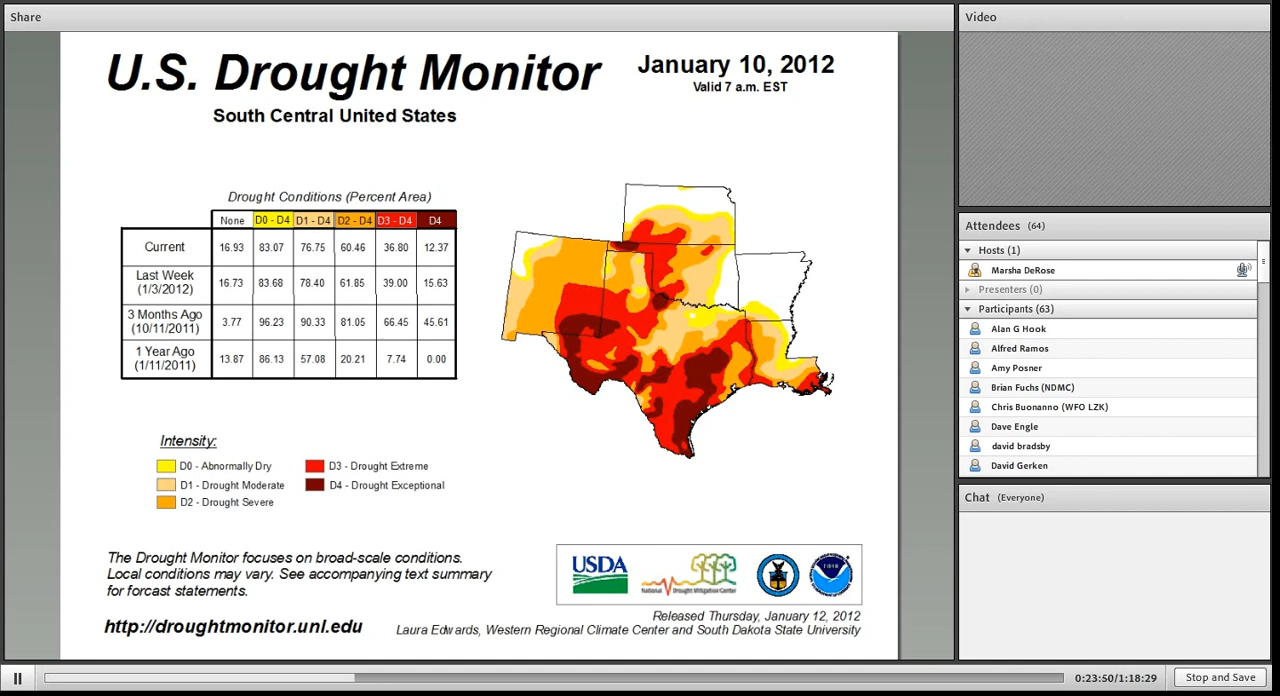 Share
U.S. Drought Monitor
January 10, 2012
Valid 7 a.m. EST
South Central United States
Drought Conditions (Percent Area)
None D0 - D4 D1 - D4 D2 - D4 D3 - D4 D4
Current 16.93 83.07 76.75 60.46 36.80 12.37
Last Week (1/3/2012) 16.73 83.68 78.40 61.85 39.00 15.63
3 Months Ago (10/11/2011) 3.77 96.23 90.33 81.05 66.45 45.61
1 Year Ago (1/11/2011) 13.87 86.13 57.08 20.21 7.74 0.00
Intensity:
D0 - Abnormally Dry
D1 - Drought Moderate
D2 - Drought Severe
D3 - Drought Extreme
D4 - Drought Exceptional
The Drought Monitor focuses on broad-scale conditions.
Local conditions may vary. See accompanying text summary
for forcast statements.
http://droughtmonitor.unl.edu
USDA
National Drought Mitigation Center
Released Thursday, January 12, 2012
Laura Edwards, Western Regional Climate Center and South Dakota State University
Video
Attendees (64)
Hosts (1)
Marsha DeRose
Presenters (0)
Participants (63)
Alan G Hook
Alfred Ramos
Amy Posner
Brian Fuchs (NDMC)
Chris Buonanno (WFO LZK)
Dave Engle
david bradsby
David Gerken
Chat (Everyone)
0:23:50/1:18:29
Stop and Save